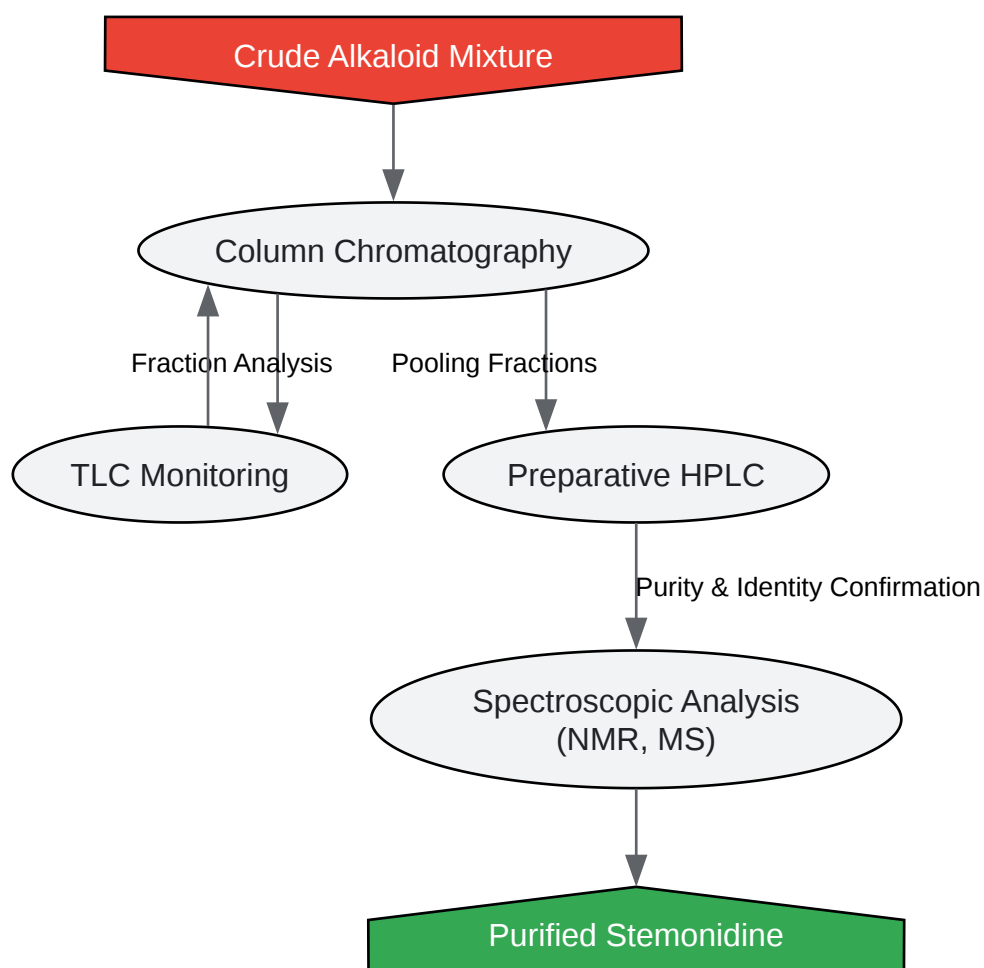 Crude Alkaloid Mixture
Column Chromatography
Fraction Analysis
Pooling Fractions
TLC Monitoring
Preparative HPLC
Purity & Identity Confirmation
Spectroscopic Analysis
(NMR, MS)
Purified Stemonidine